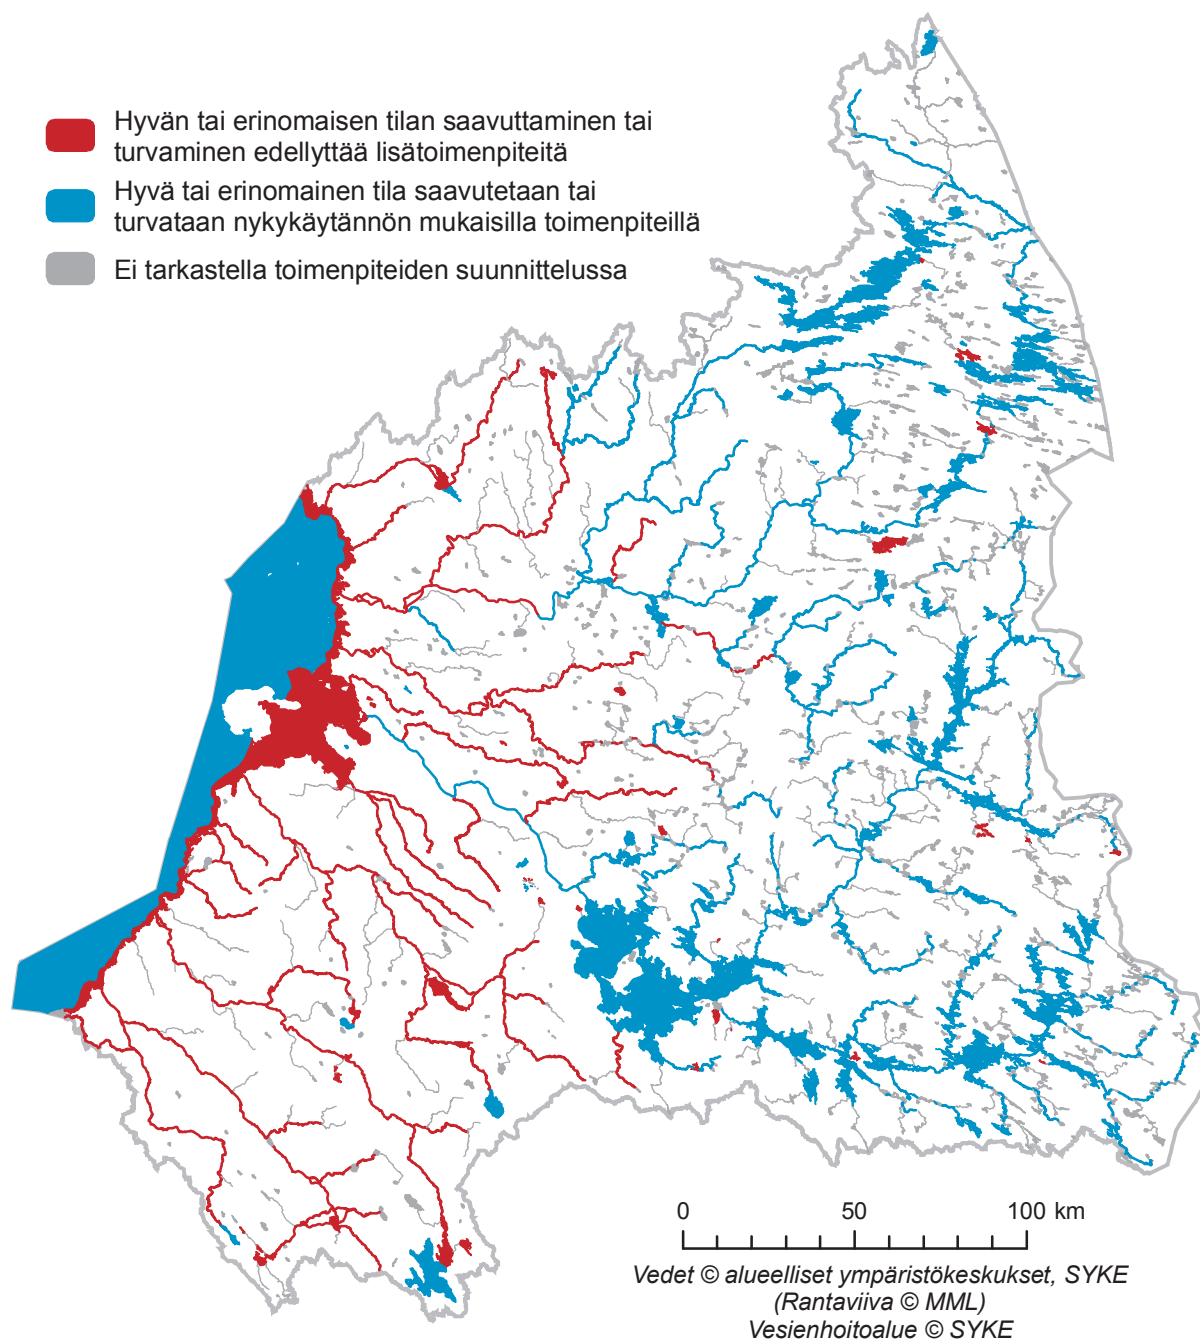 Hyvän tai erinomaisen tilan saavuttaminen tai
turvaminen edellyttää lisätoimenpiteitä
Hyvä tai erinomainen tila saavutetaan tai
turvataan nykykäytännön mukaisilla toimenpiteillä
Ei tarkastella toimenpiteiden suunnittelussa
0 50 100 km
Vedet © alueelliset ympäristökeskukset, SYKE
(Rantaviiva © MML)
Vesienhoitoalue © SYKE